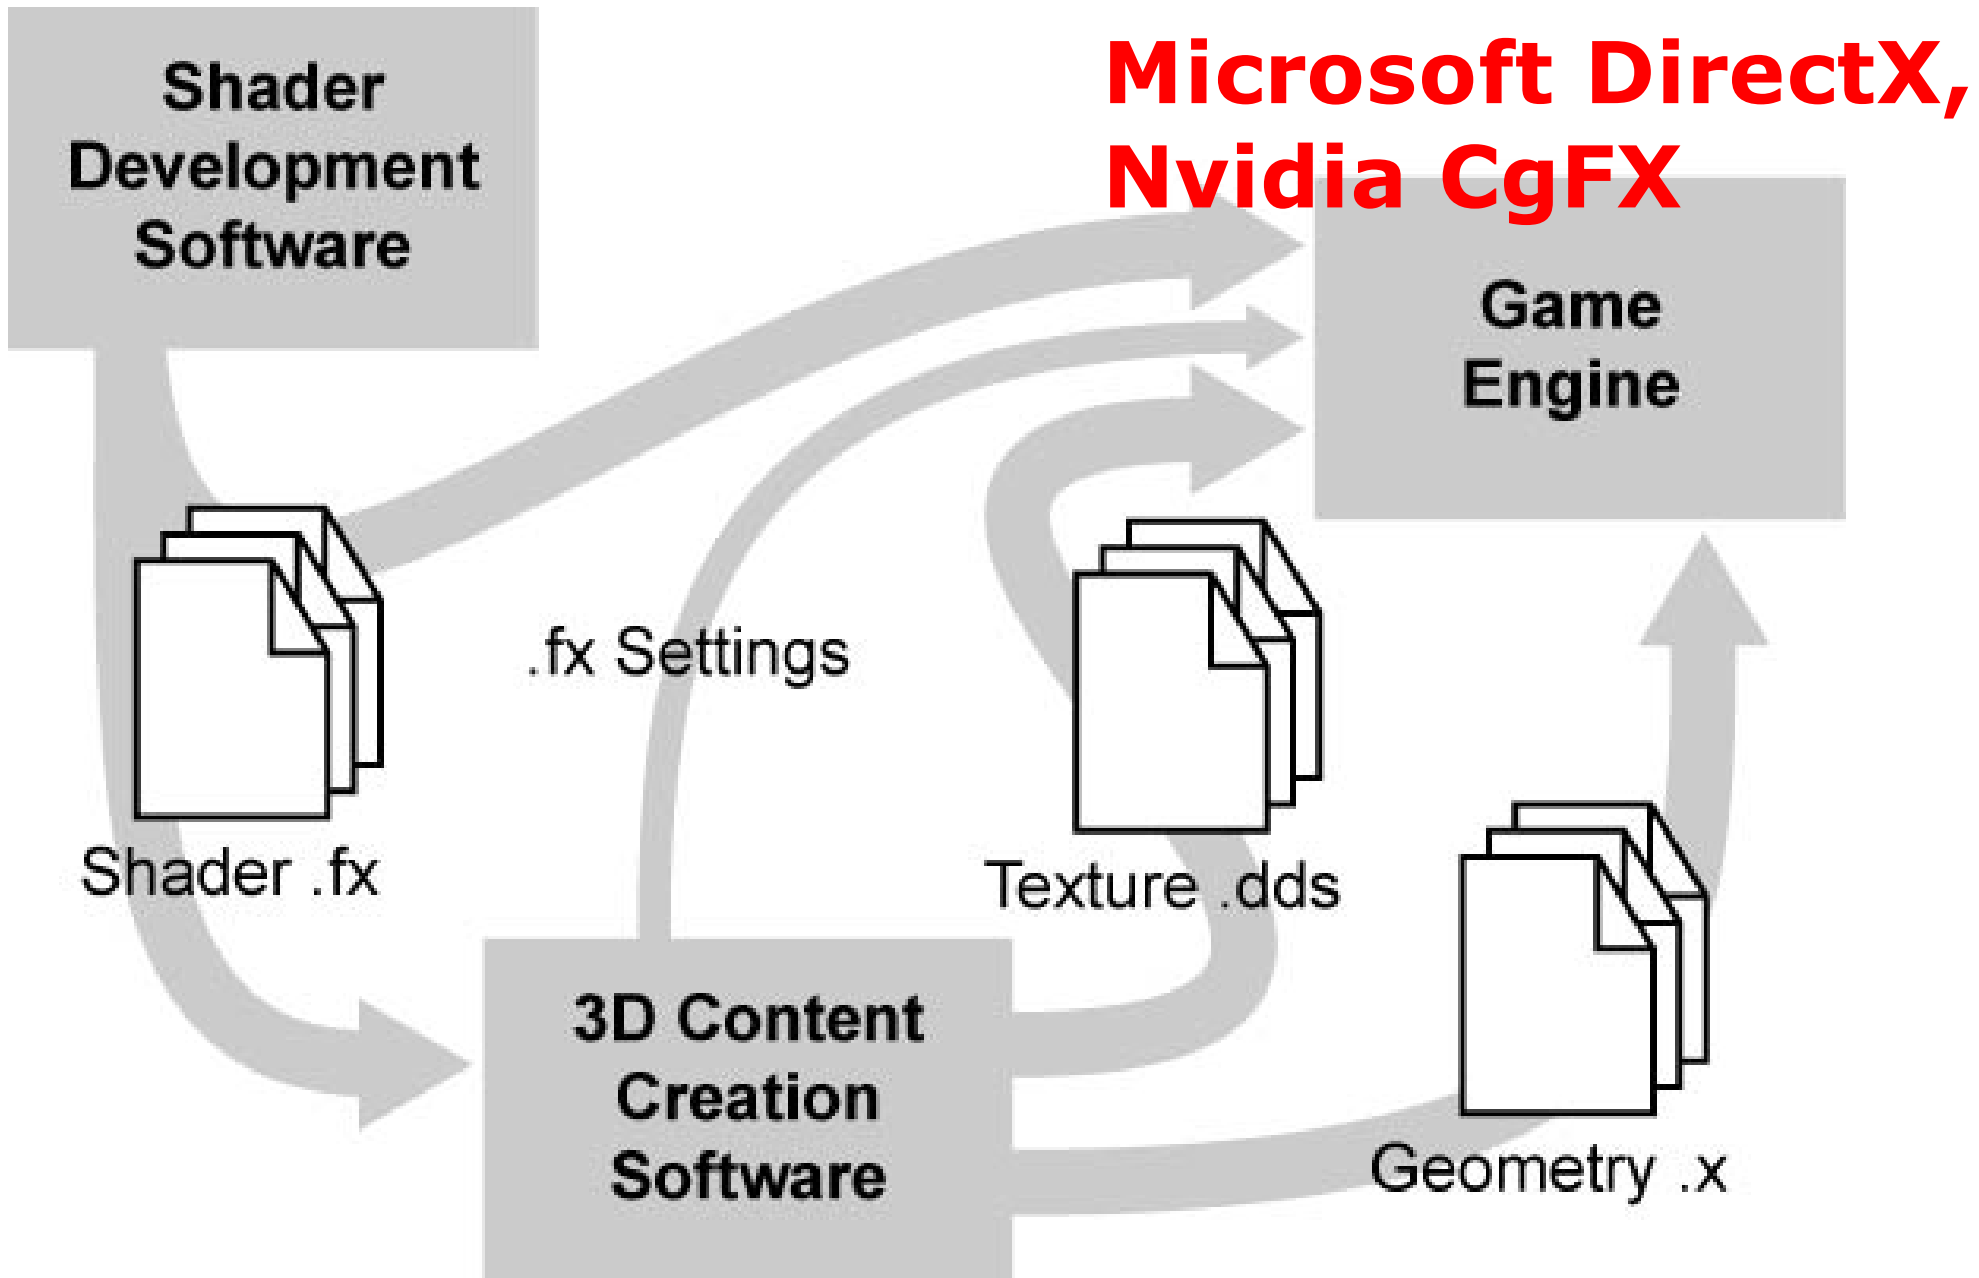 Shader
Development
Software
Microsoft DirectX,
Nvidia CgFX
Game
Engine
.fx Settings
Shader .fx
Texture .dds
3D Content
Creation
Software
Geometry .x